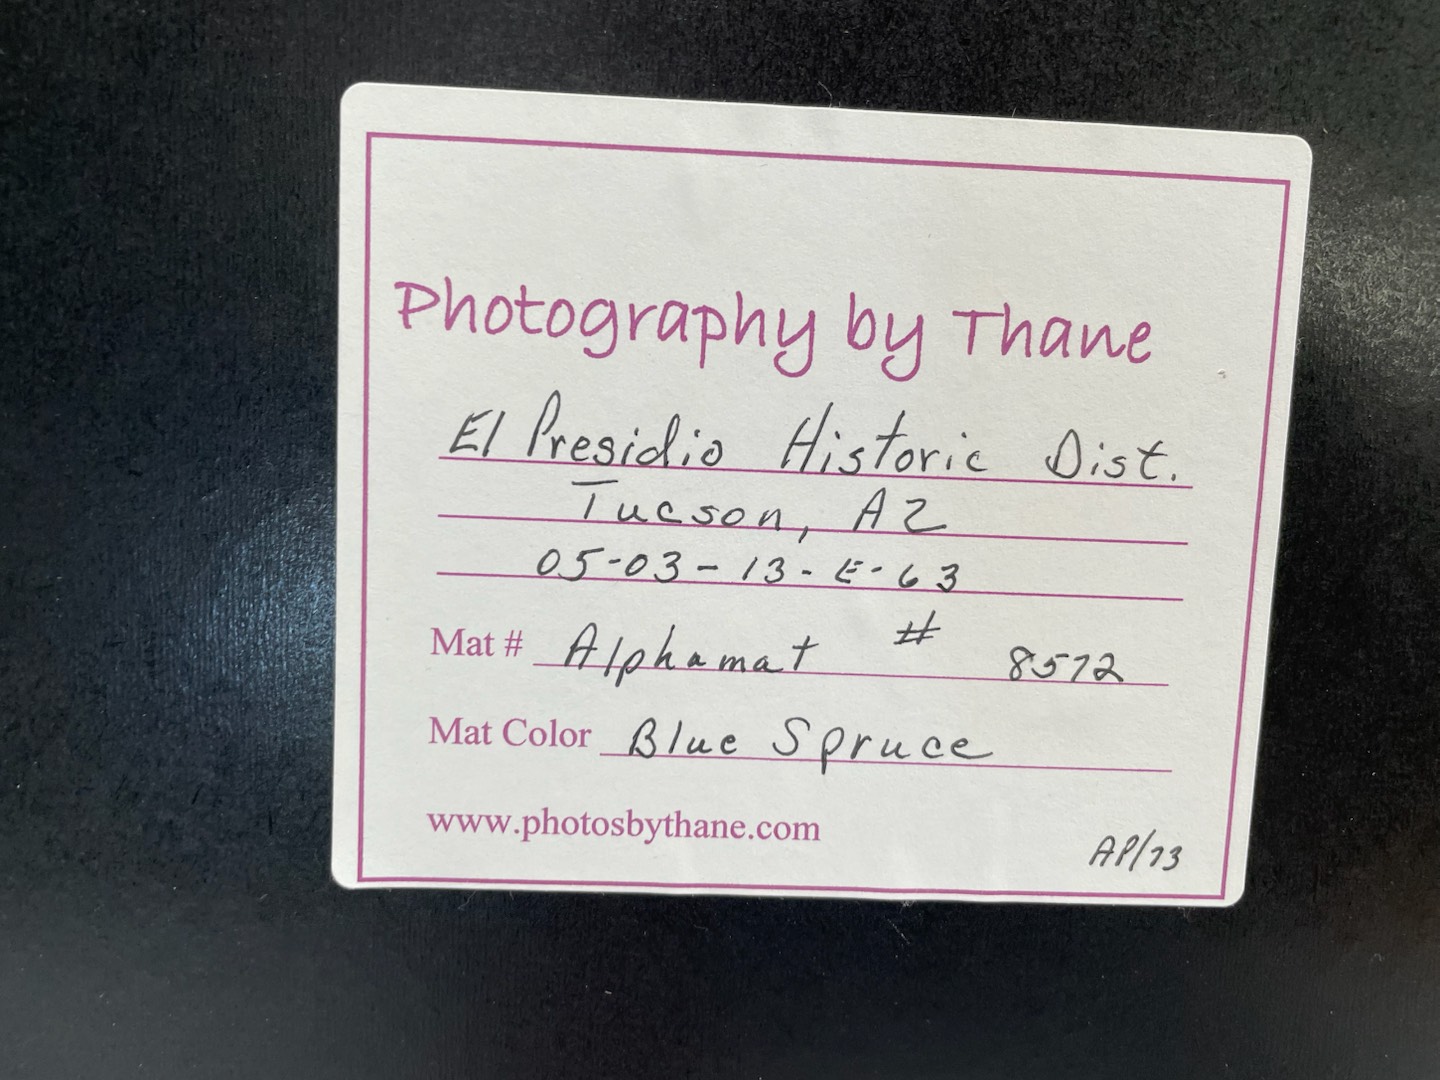 Photography by Thane
El Presidio Historic Dist.
Tucson, AZ
05-03-13-E-63
Mat # Alphamat # 8572
Mat Color Blue Spruce
www.photosbythane.com
AP/13